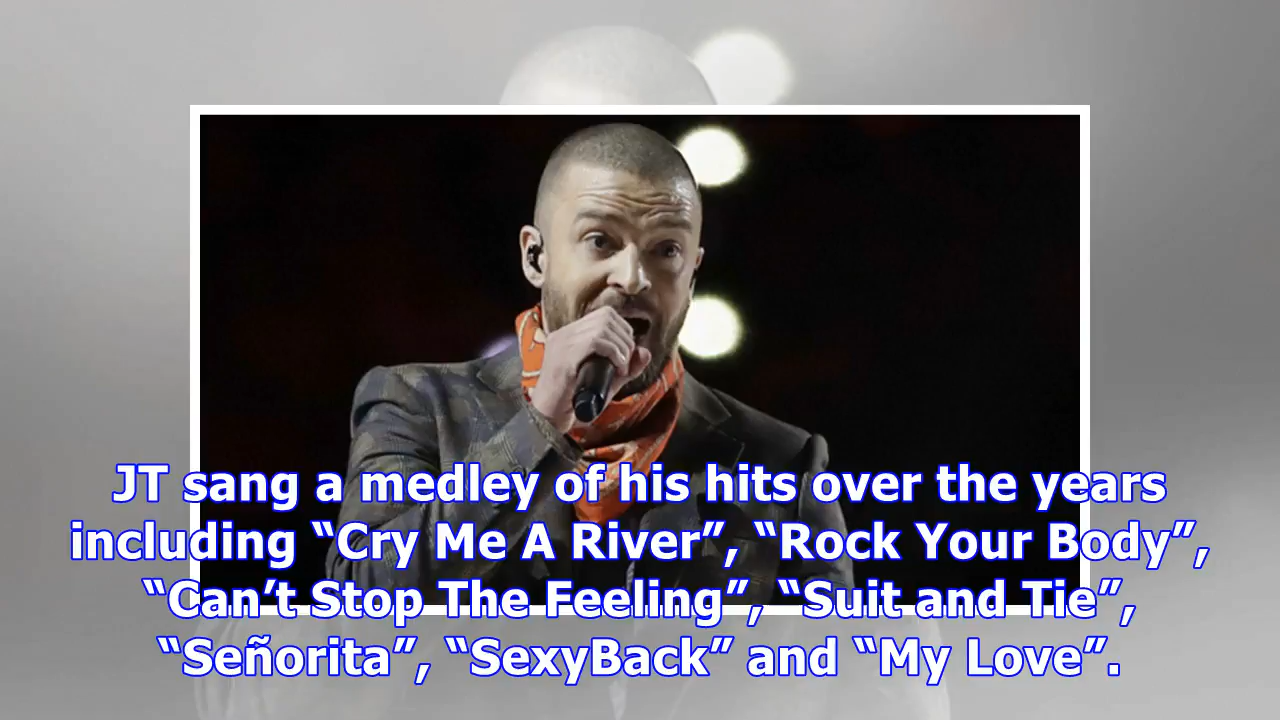 JT sang a medley of his hits over the years
including “Cry Me A River”, “Rock Your Body”,
“Can’t Stop The Feeling”, “Suit and Tie”,
“Señorita”, “SexyBack” and “My Love”.